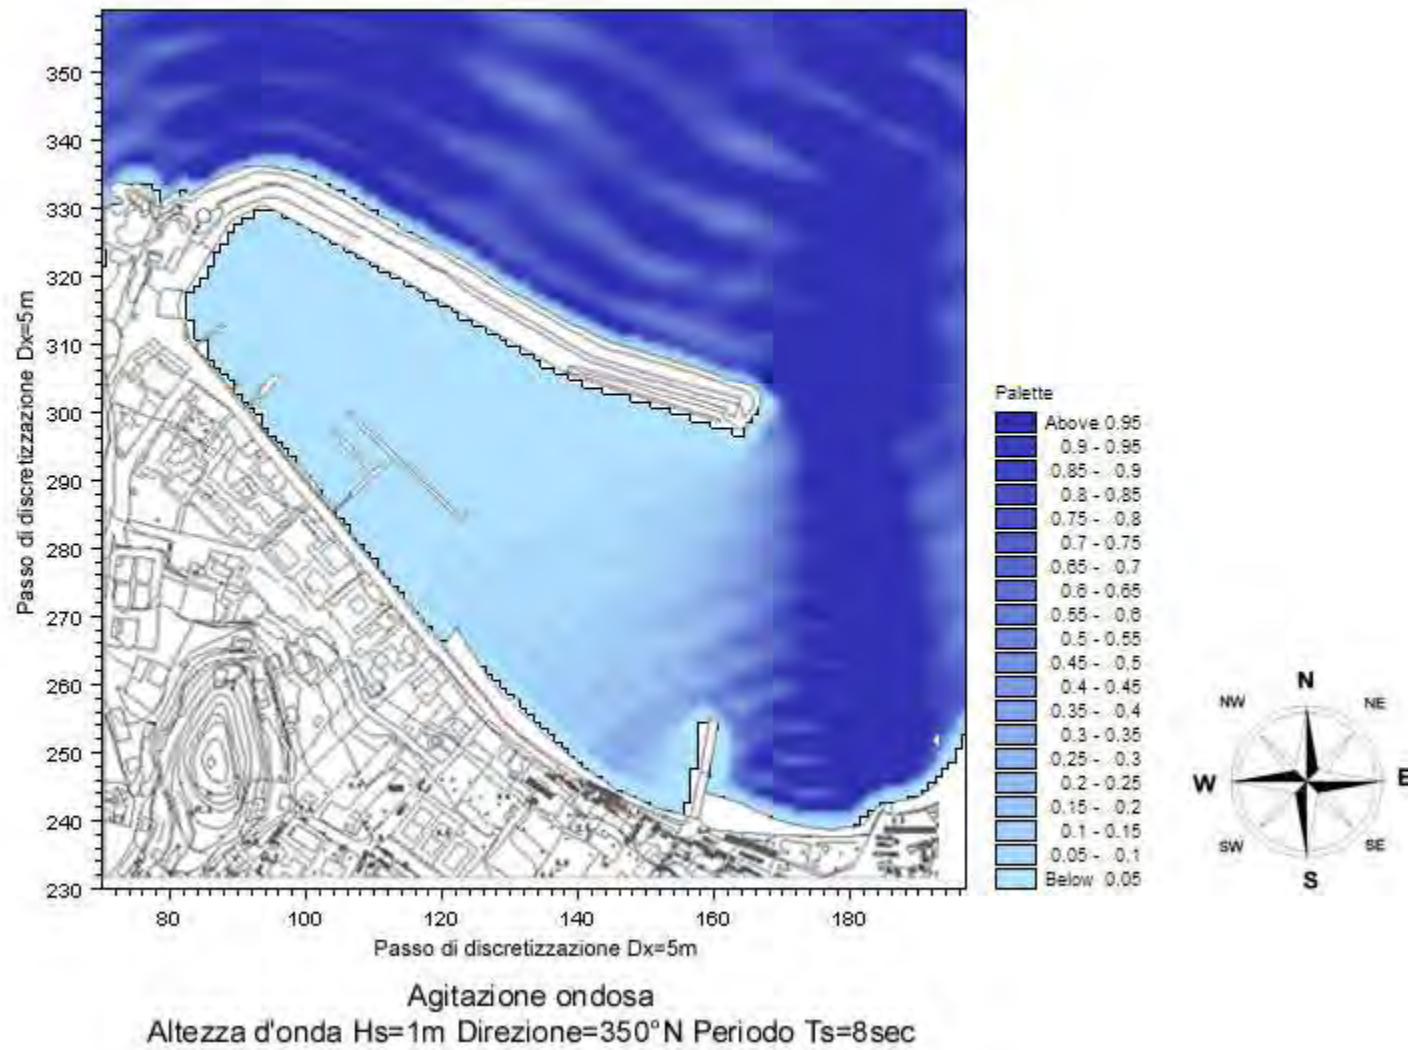 350
340
330
320
310
300
290
280
270
260
250
240
230
Passo di discretizzazione Dx=5m
80 100 120 140 160 180
Passo di discretizzazione Dx=5m
Palette
Above 0.95
0.9 - 0.95
0.85 - 0.9
0.8 - 0.85
0.75 - 0.8
0.7 - 0.75
0.65 - 0.7
0.6 - 0.65
0.55 - 0.6
0.5 - 0.55
0.45 - 0.5
0.4 - 0.45
0.35 - 0.4
0.3 - 0.35
0.25 - 0.3
0.2 - 0.25
0.15 - 0.2
0.1 - 0.15
0.05 - 0.1
Below 0.05
N
NW NE
W E
SW SE
S
Agitazione ondosa
Altezza d'onda Hs=1m Direzione=350°N Periodo Ts=8sec